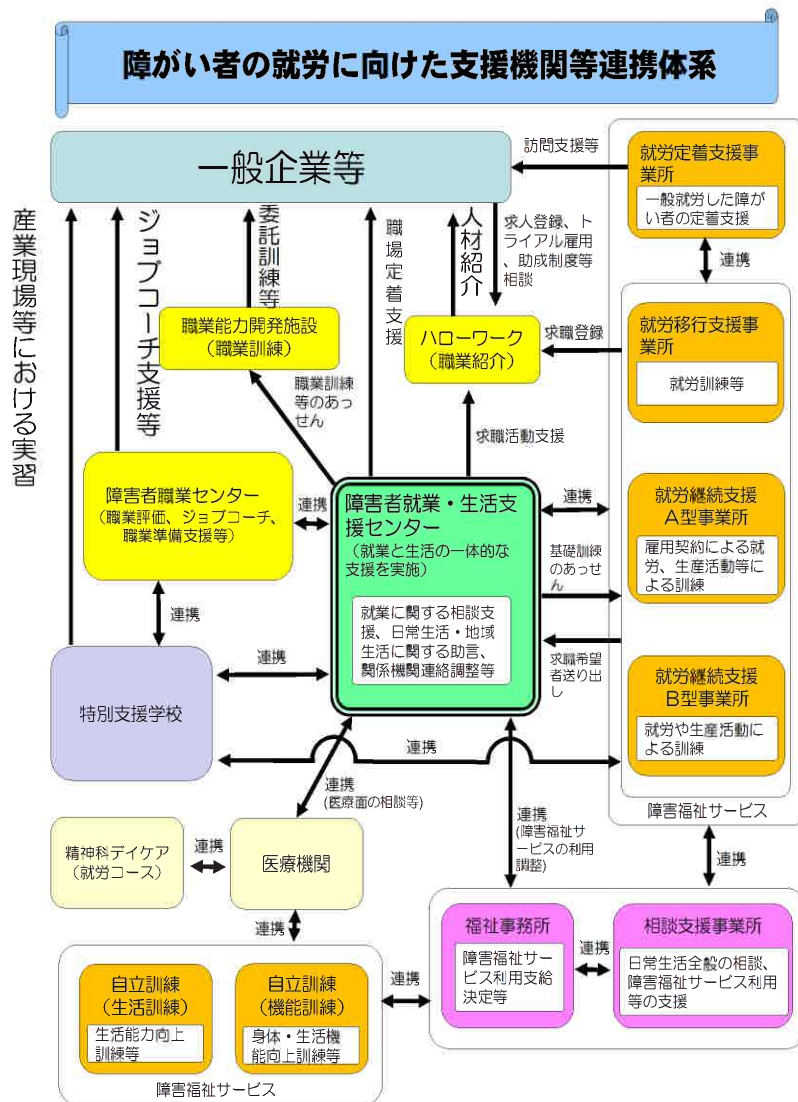 障がい者の就労に向けた支援機関等連携体系
一般企業等
訪問支援等
就労定着支援事
業所
一般就労した障が
い者の定着支援
連携
産業現場等における実習
ジョブコーチ支援等
委託訓練等
職場定着支援
人材紹介
求人登録、ト
ライアル雇用
、助成制度等
相談
職業能力開発施設
（職業訓練）
ハローワーク
（職業紹介）
求職登録
就労移行支援事
業所
就労訓練等
職業訓練
等のあっ
せん
求職活動支援
障害者職業センター
（職業評価、ジョブコーチ、
職業準備支援等）
連携
障害者就業・生活支
援センター
（就業と生活の一体的な
支援を実施）
就業に関する相談支
援、日常生活・地域
生活に関する助言、
関係機関連絡調整等
連携
基礎訓練
のあっせん
求職希望
者送り出
し
就労継続支援
Ａ型事業所
雇用契約による就
労、生産活動等に
よる訓練
就労継続支援
Ｂ型事業所
就労や生産活動に
よる訓練
障害福祉サービス
連携
特別支援学校
連携
連携
連携
(医療面の相談等)
連携
(障害福祉サ
ービスの利用
調整)
連携
精神科デイケア
（就労コース）
連携
医療機関
連携
福祉事務所
障害福祉サー
ビス利用支給
決定等
連携
相談支援事業所
日常生活全般の相談、
障害福祉サービス利用
等の支援
自立訓練
（生活訓練）
生活能力向上
訓練等
自立訓練
（機能訓練）
身体・生活機
能向上訓練等
連携
障害福祉サービス